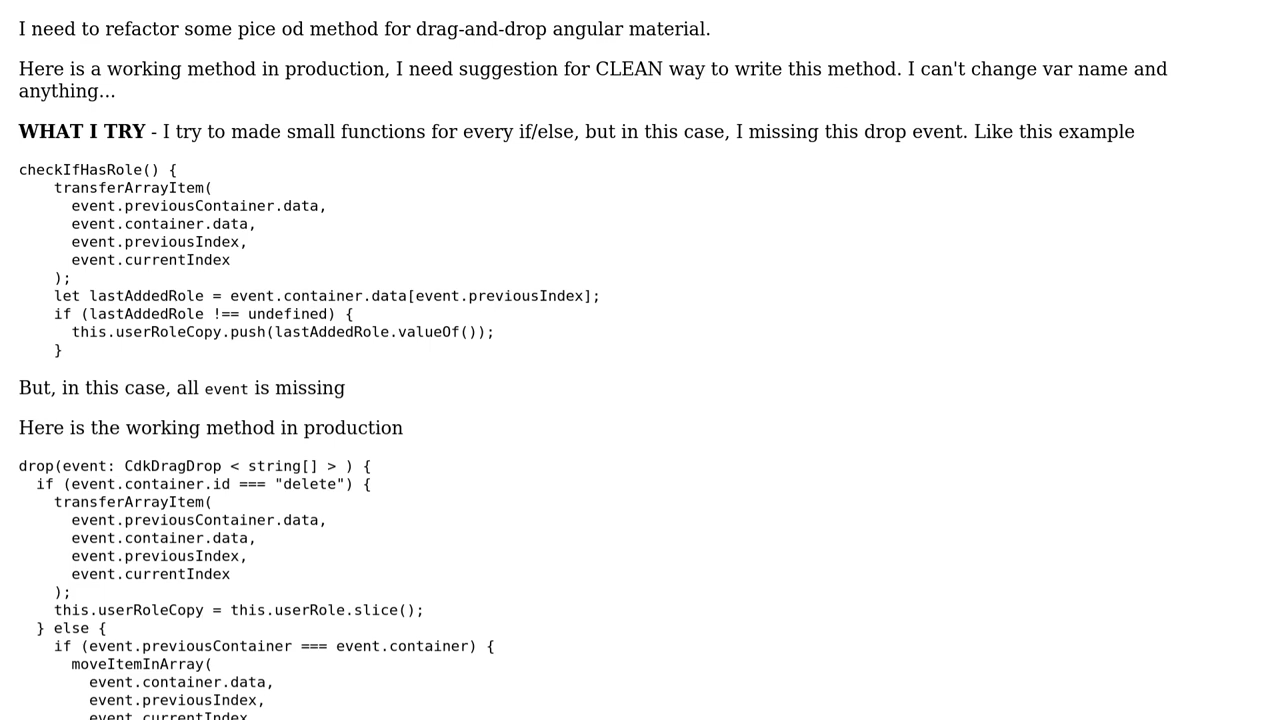 I need to refactor some pice od method for drag-and-drop angular material.
Here is a working method in production, I need suggestion for CLEAN way to write this method. I can't change var name and
anything...
WHAT I TRY - I try to made small functions for every if/else, but in this case, I missing this drop event. Like this example
checkIfHasRole() {
    transferArrayItem(
      event.previousContainer.data,
      event.container.data,
      event.previousIndex,
      event.currentIndex
    );
    let lastAddedRole = event.container.data[event.previousIndex];
    if (lastAddedRole !== undefined) {
      this.userRoleCopy.push(lastAddedRole.valueOf());
    }
But, in this case, all event is missing
Here is the working method in production
drop(event: CdkDragDrop < string[] > ) {
  if (event.container.id === "delete") {
    transferArrayItem(
      event.previousContainer.data,
      event.container.data,
      event.previousIndex,
      event.currentIndex
    );
    this.userRoleCopy = this.userRole.slice();
  } else {
    if (event.previousContainer === event.container) {
      moveItemInArray(
        event.container.data,
        event.previousIndex,
        event.currentIndex